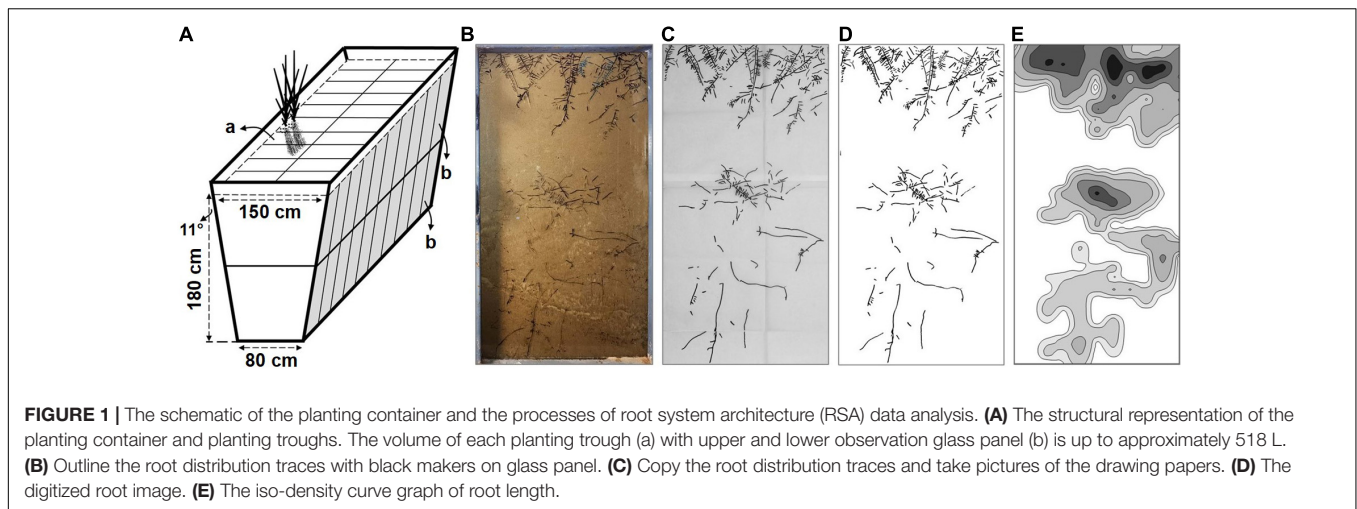 A
B
C
D
E
a
b
b
150 cm
11°
180 cm
80 cm
FIGURE 1 | The schematic of the planting container and the processes of root system architecture (RSA) data analysis. (A) The structural representation of the
planting container and planting troughs. The volume of each planting trough (a) with upper and lower observation glass panel (b) is up to approximately 518 L.
(B) Outline the root distribution traces with black makers on glass panel. (C) Copy the root distribution traces and take pictures of the drawing papers. (D) The
digitized root image. (E) The iso-density curve graph of root length.